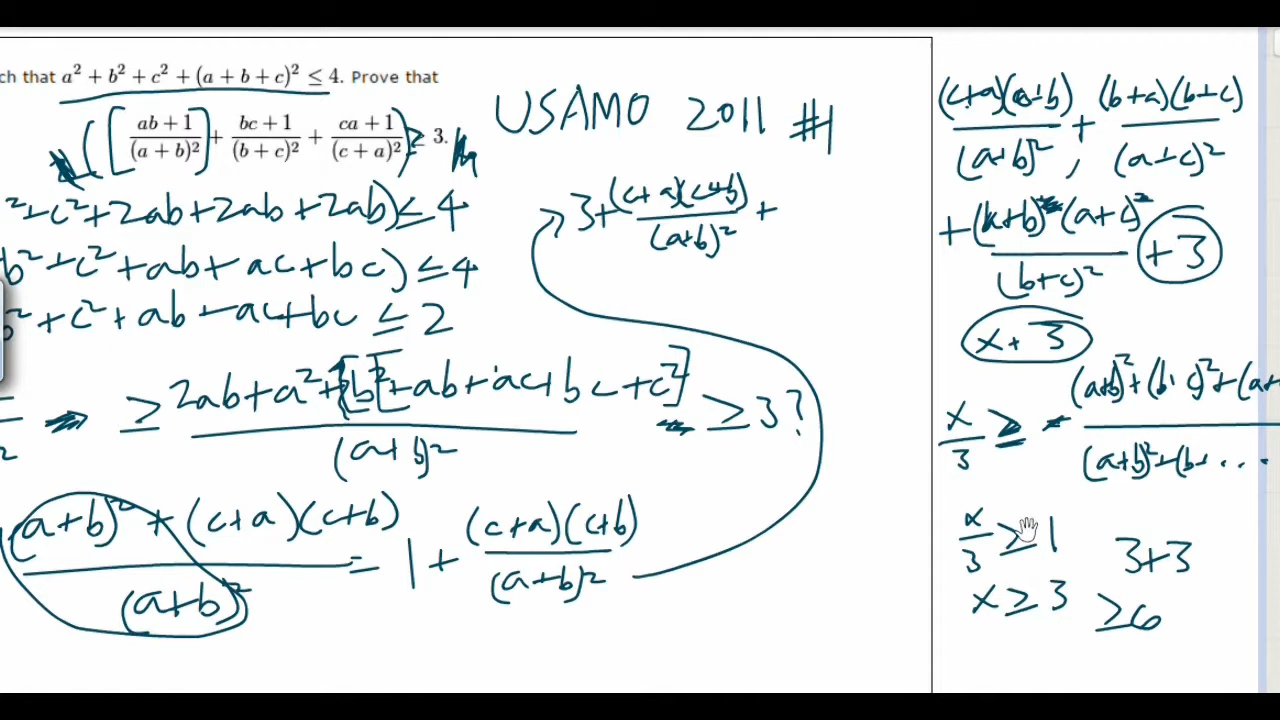 ch that a² + b² + c² + (a + b + c)² ≤ 4. Prove that
([ (ab + 1)/(a + b)² ] + (bc + 1)/(b + c)² + (ca + 1)/(c + a)² ) ≥ 3.
USAMO 2011 #1
² + c² + 2ab + 2ab + 2ab) ≤ 4
b² + c² + ab + ac + bc) ≤ 4
b² + c² + ab + ac + bc ≤ 2
≥ (2ab + a² + [b² + ab + ac + bc + c²])/(a + b)² ≥ 3?
((a+b)² + (c+a)(c+b))/(a+b)² = 1 + (c+a)(c+b)/(a+b)²
3 + (c+a)(c+b)/(a+b)² +
(c+a)(c+b)/(a+b)² + (b+a)(b+c)/(a+c)²
+ (a+b)(a+c)/(b+c)² + 3
x + 3
x/3 ≥ ((a+b)² + (b+c)² + (a+)/((a+b)² + (b+ ...
x/3 ≥ 1
3+3
x ≥ 3
≥ 6